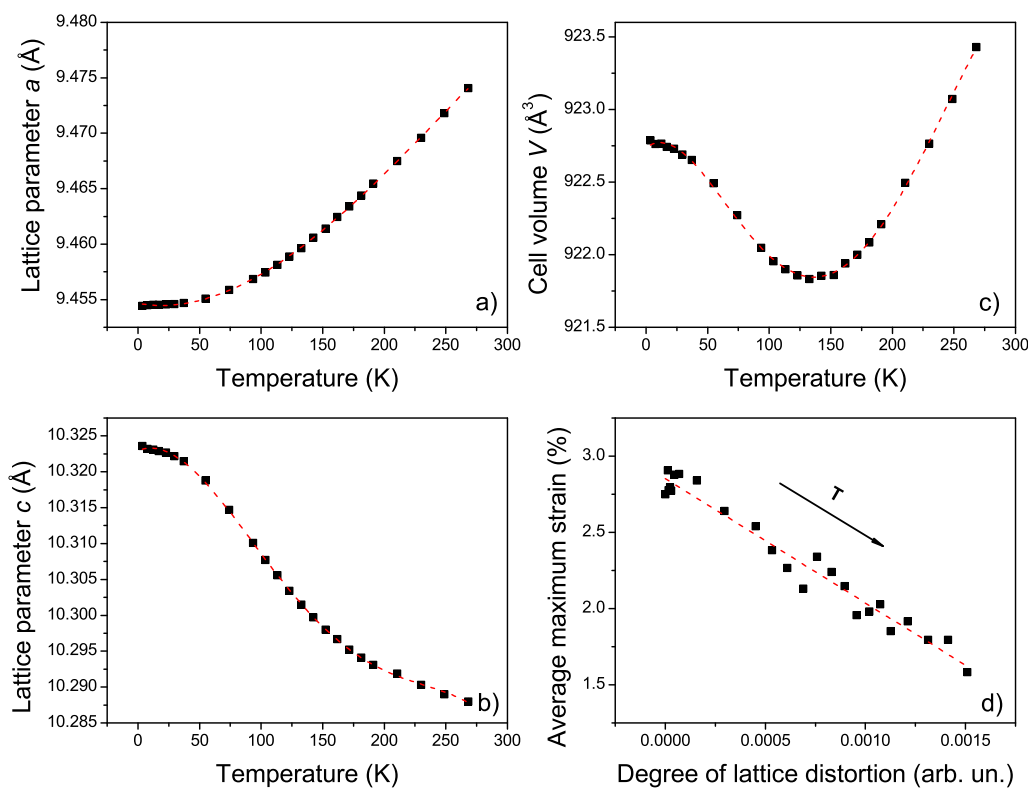 9.480
9.475
9.470
9.465
9.460
9.455
0 50 100 150 200 250 300
Lattice parameter a (Å)
Temperature (K)
a)
923.5
923.0
922.5
922.0
921.5
0 50 100 150 200 250 300
Cell volume V (Å³)
Temperature (K)
c)
10.325
10.320
10.315
10.310
10.305
10.300
10.295
10.290
10.285
0 50 100 150 200 250 300
Lattice parameter c (Å)
Temperature (K)
b)
3.0
2.5
2.0
1.5
0.0000 0.0005 0.0010 0.0015
Average maximum strain (%)
Degree of lattice distortion (arb. un.)
T
d)